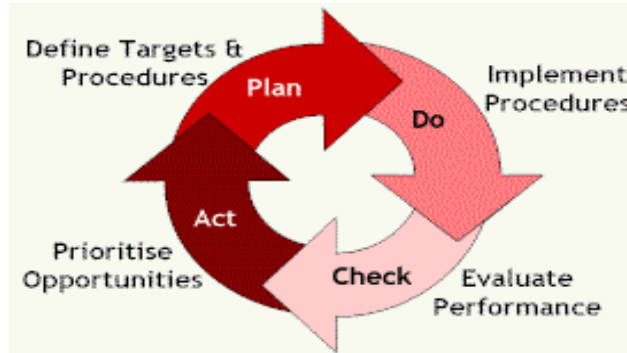 Define Targets &
Procedures
Plan
Implement
Procedures
Do
Evaluate
Performance
Check
Prioritise
Opportunities
Act